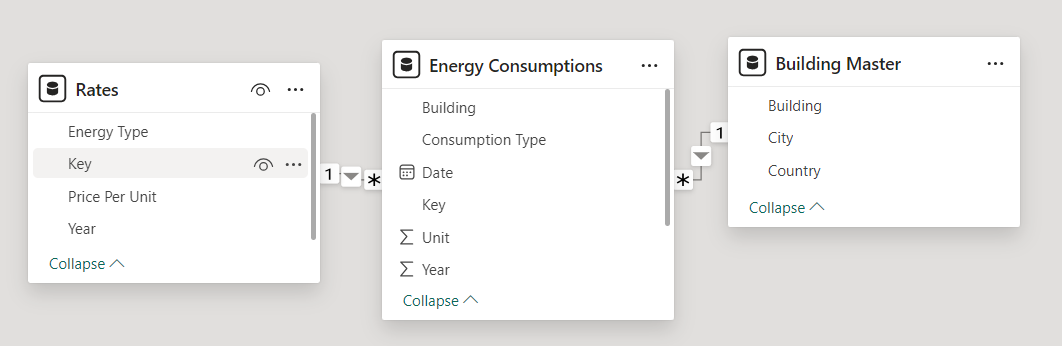 Rates
Energy Type
Key
Price Per Unit
Year
Collapse
1
*
Energy Consumptions
Building
Consumption Type
Date
Key
Unit
Year
Collapse
*
1
Building Master
Building
City
Country
Collapse